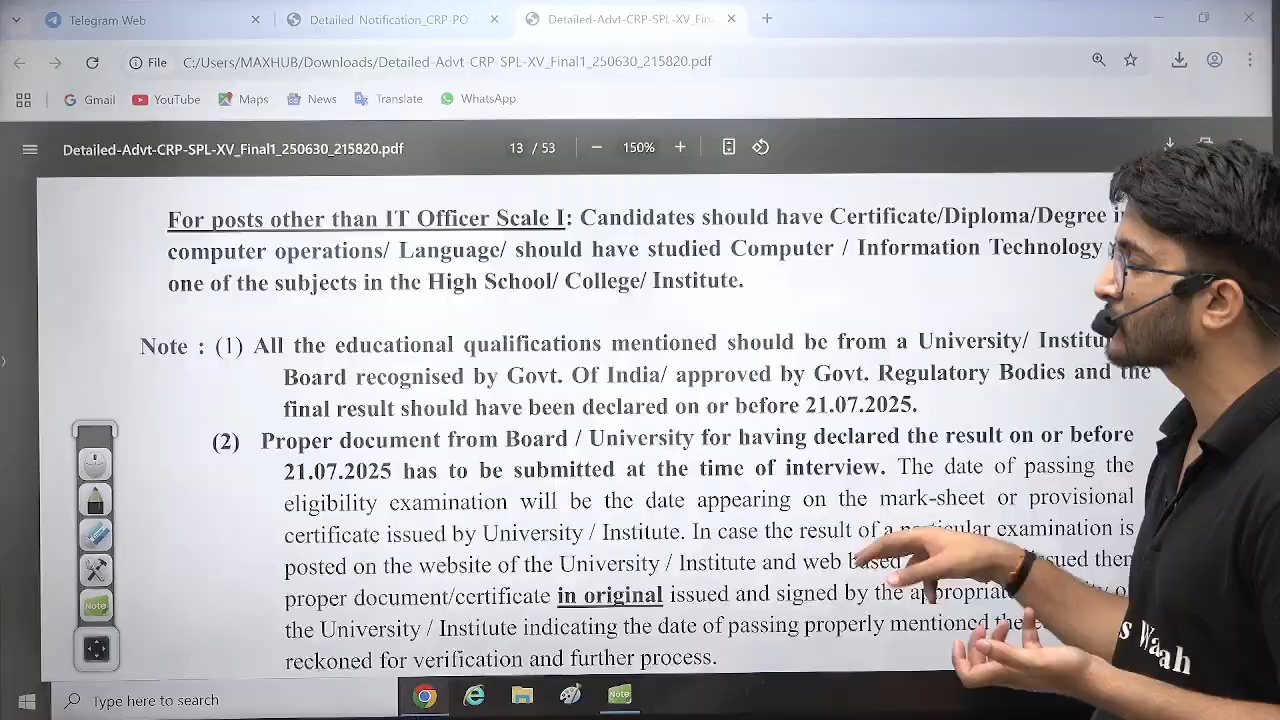 Telegram Web
Detailed Notification_CRP-PO
Detailed-Advt-CRP-SPL-XV_Fin
File
C:/Users/MAXHUB/Downloads/Detailed-Advt-CRP-SPL-XV_Final1_250630_215820.pdf
Gmail
YouTube
Maps
News
Translate
WhatsApp
Detailed-Advt-CRP-SPL-XV_Final1_250630_215820.pdf
13 / 53
150%
For posts other than IT Officer Scale I: Candidates should have Certificate/Diploma/Degree
computer operations/ Language/ should have studied Computer / Information Technology
one of the subjects in the High School/ College/ Institute.
Note : (1) All the educational qualifications mentioned should be from a University/
Board recognised by Govt. Of India/ approved by Govt. Regulatory Bodies and the
final result should have been declared on or before 21.07.2025.
(2) Proper document from Board / University for having declared the result on or before
21.07.2025 has to be submitted at the time of interview. The date of passing the
eligibility examination will be the date appearing on the mark-sheet or provisional
certificate issued by University / Institute. In case the result of a particular examination is
posted on the website of the University / Institute and web based then
proper document/certificate in original issued and signed by the
the University / Institute indicating the date of passing properly mentioned
reckoned for verification and further process.
Note
Type here to search
Note